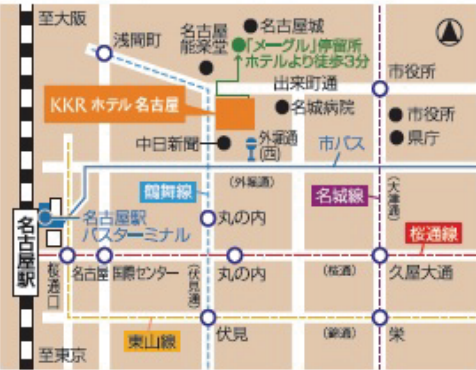 至大阪
浅間町
名古屋
能楽堂
名古屋城
「メーグル」停留所
ホテルより徒歩3分
出来町通
市役所
KKR ホテル 名古屋
名城病院
市役所
県庁
中日新聞
外堀通
(西)
市バス
鶴舞線
(外堀通)
名城線
(大津通)
名古屋駅
名古屋駅
バスターミナル
丸の内
桜通線
桜通口
名古屋
国際センター
(伏見通)
丸の内
(桜通)
久屋大通
東山線
伏見
(錦通)
栄
至東京